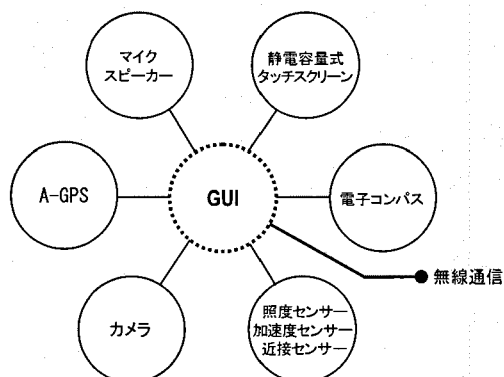 マイク
スピーカー
静電容量式
タッチスクリーン
A-GPS
GUI
電子コンパス
無線通信
カメラ
照度センサー
加速度センサー
近接センサー